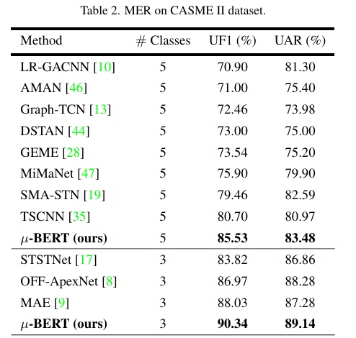 Table 2. MER on CASME II dataset.
Method # Classes UF1 (%) UAR (%)
LR-GACNN [10] 5 70.90 81.30
AMAN [46] 5 71.00 75.40
Graph-TCN [13] 5 72.46 73.98
DSTAN [44] 5 73.00 75.00
GEME [28] 5 73.54 75.20
MiMaNet [47] 5 75.90 79.90
SMA-STN [19] 5 79.46 82.59
TSCNN [35] 5 80.70 80.97
μ-BERT (ours) 5 85.53 83.48
STSTNet [17] 3 83.82 86.86
OFF-ApexNet [8] 3 86.97 88.28
MAE [9] 3 88.03 87.28
μ-BERT (ours) 3 90.34 89.14